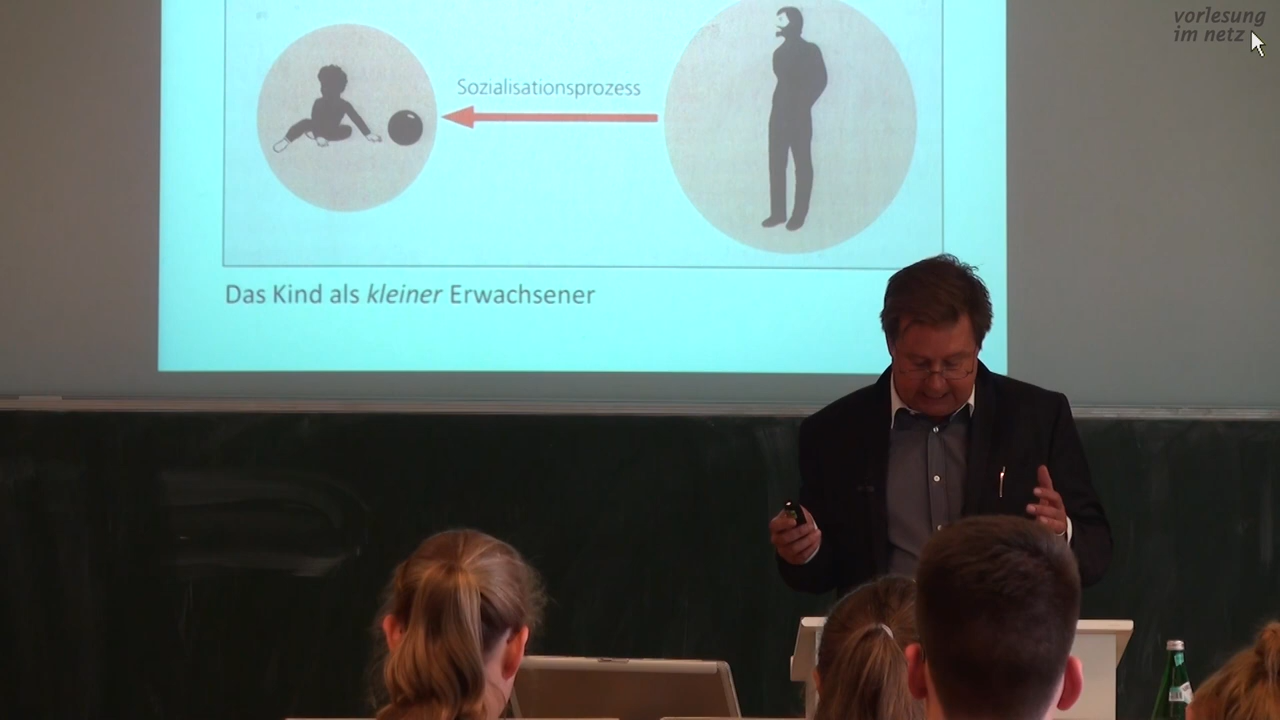 vorlesung
im netz
Sozialisationsprozess
Das Kind als kleiner Erwachsener